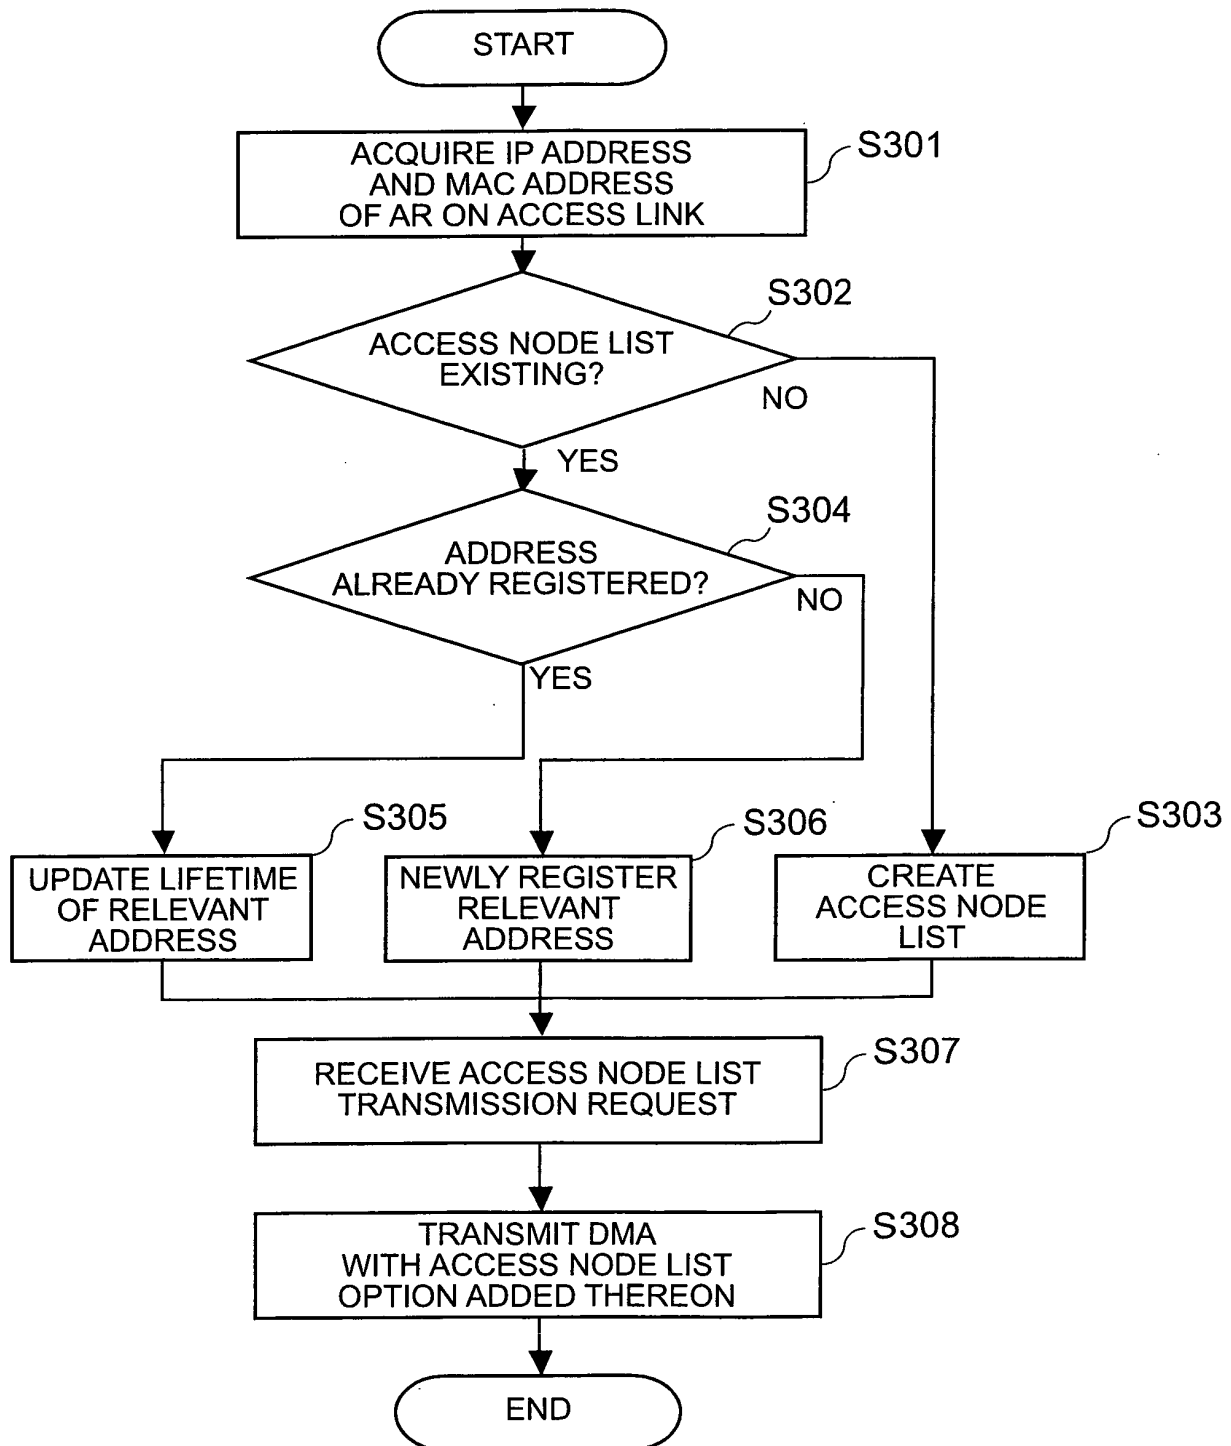 START
ACQUIRE IP ADDRESS
AND MAC ADDRESS
OF AR ON ACCESS LINK
S301
S302
ACCESS NODE LIST
EXISTING?
NO
YES
S304
ADDRESS
ALREADY REGISTERED?
NO
YES
S305
UPDATE LIFETIME
OF RELEVANT
ADDRESS
S306
NEWLY REGISTER
RELEVANT
ADDRESS
S303
CREATE
ACCESS NODE
LIST
S307
RECEIVE ACCESS NODE LIST
TRANSMISSION REQUEST
S308
TRANSMIT DMA
WITH ACCESS NODE LIST
OPTION ADDED THEREON
END